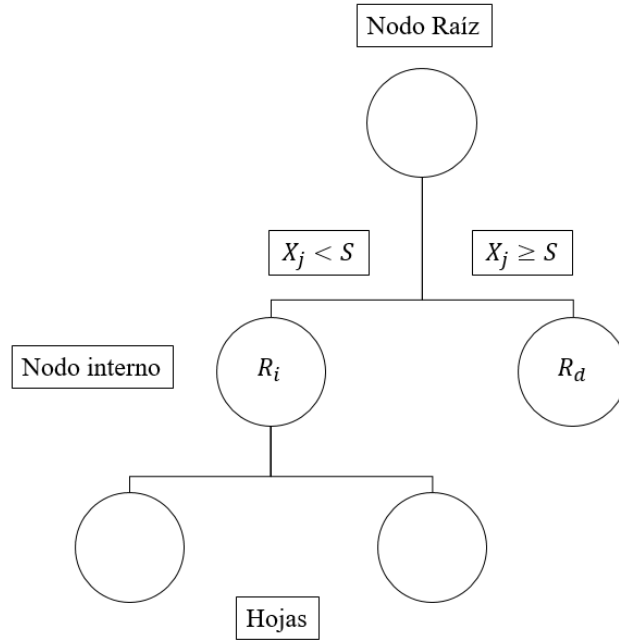 Nodo Raíz
X_j < S
X_j ≥ S
Nodo interno
R_i
R_d
Hojas